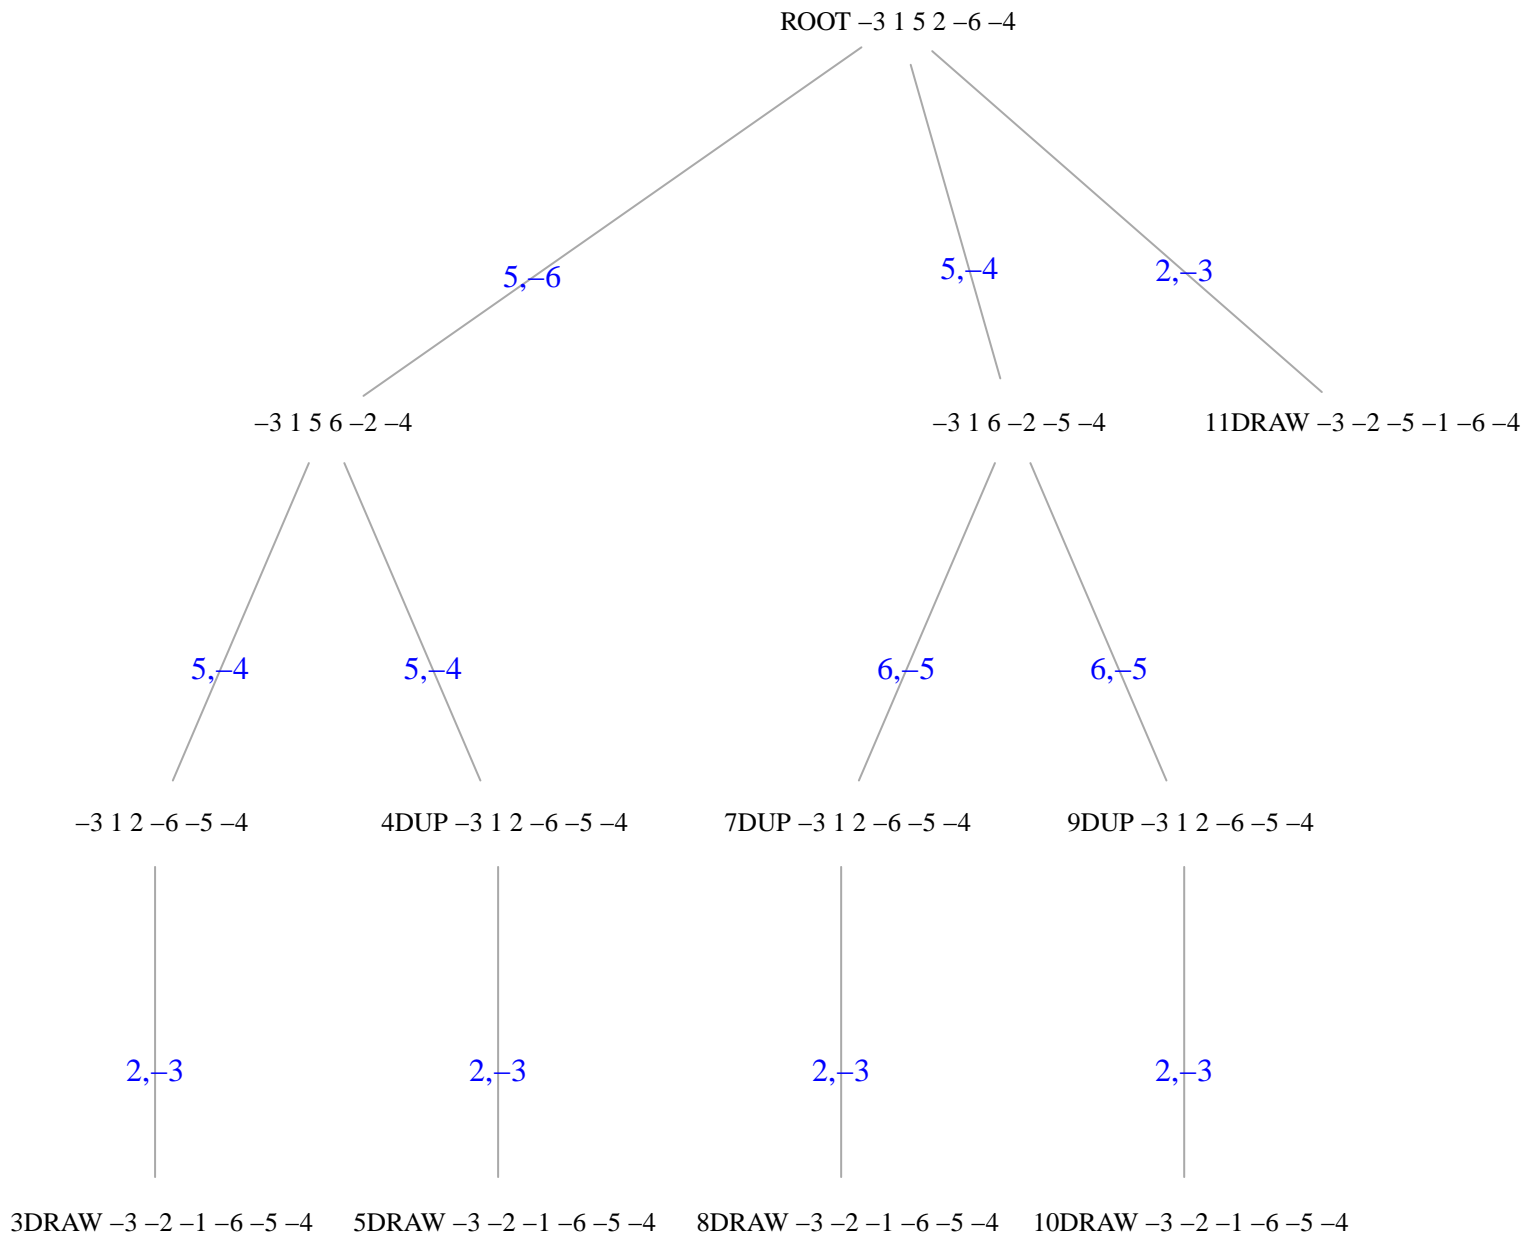 ROOT –3 1 5 2 –6 –4
5,–6
5,–4
2,–3
–3 1 5 6 –2 –4
–3 1 6 –2 –5 –4
11DRAW –3 –2 –5 –1 –6 –4
5,–4
5,–4
6,–5
6,–5
–3 1 2 –6 –5 –4
4DUP –3 1 2 –6 –5 –4
7DUP –3 1 2 –6 –5 –4
9DUP –3 1 2 –6 –5 –4
2,–3
2,–3
2,–3
2,–3
3DRAW –3 –2 –1 –6 –5 –4
5DRAW –3 –2 –1 –6 –5 –4
8DRAW –3 –2 –1 –6 –5 –4
10DRAW –3 –2 –1 –6 –5 –4